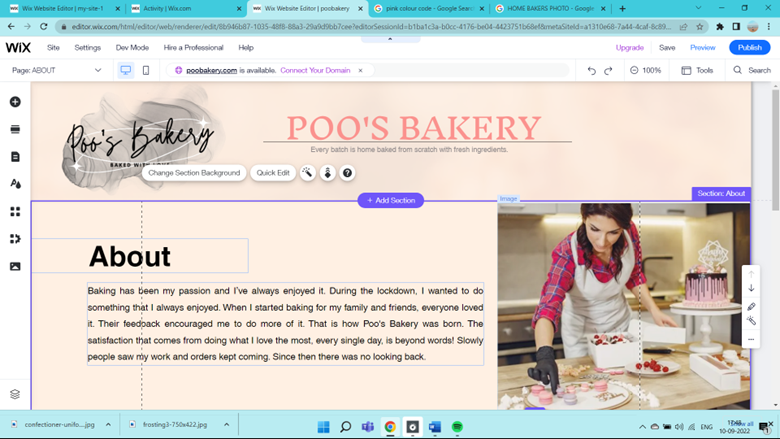 Wix Website Editor | my-site-1
Activity | Wix.com
Wix Website Editor | poobakery
pink colour code - Google Sear
HOME BAKERS PHOTO - Google
editor.wix.com/html/editor/web/renderer/edit/8b946b87-1035-48f8-88a3-29a9d9bb7cee?editorSessionId=b1ba1c3a-b0cc-4176-be04-4423751b68ef&metaSiteId=a1310e68-7a44-4caf-8c89...
WiX
Site
Settings
Dev Mode
Hire a Professional
Help
Upgrade
Save
Preview
Publish
Page: ABOUT
poobakery.com is available. Connect Your Domain
100%
Tools
Search
Poo's Bakery
POO'S BAKERY
Every batch is home baked from scratch with fresh ingredients.
Change Section Background
Quick Edit
+ Add Section
Image
Section: About
About
Baking has been my passion and I've always enjoyed it. During the lockdown, I wanted to do
something that I always enjoyed. When I started baking for my family and friends, everyone loved
it. Their feedback encouraged me to do more of it. That is how Poo's Bakery was born. The
satisfaction that comes from doing what I love the most, every single day, is beyond words! Slowly
people saw my work and orders kept coming. Since then there was no looking back.
confectioner-unifo....jpg
frosting3-750x422.jpg
ENG
10-09-2022